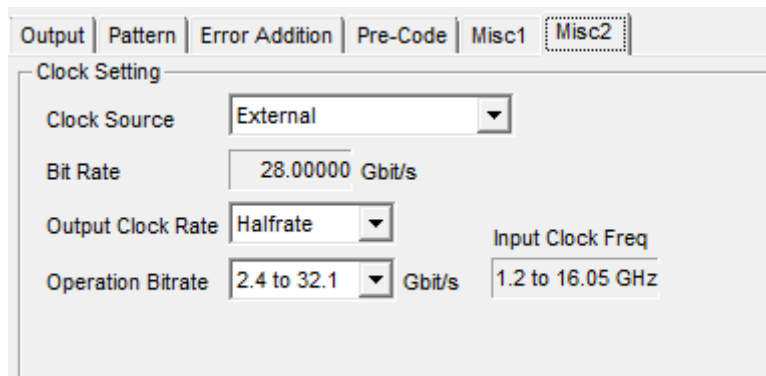 Output Pattern Error Addition Pre-Code Misc1 Misc2
Clock Setting
Clock Source External
Bit Rate 28.00000 Gbit/s
Output Clock Rate Halfrate
Input Clock Freq
Operation Bitrate 2.4 to 32.1 Gbit/s 1.2 to 16.05 GHz